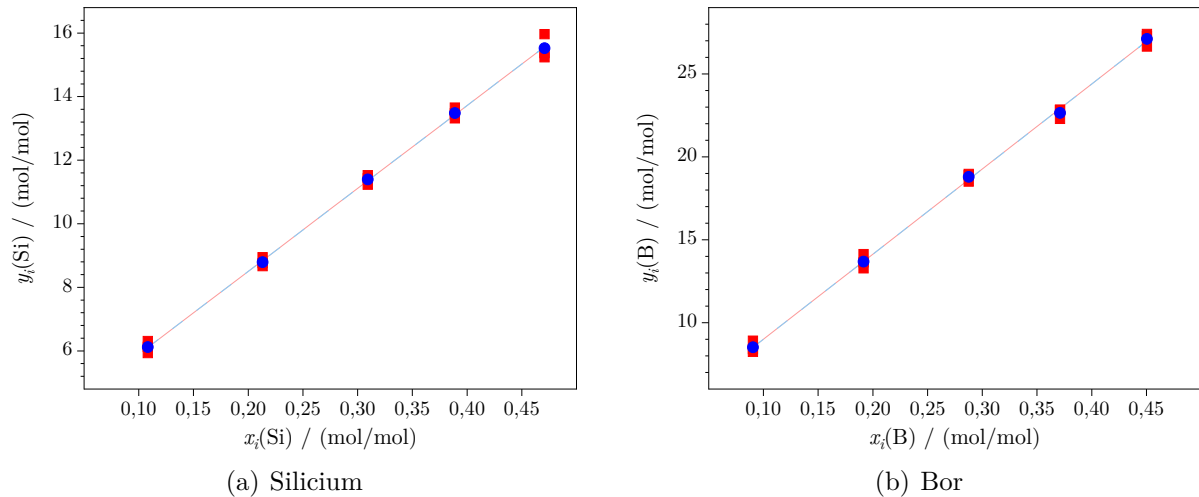 16
14
12
10
8
6
y_i(Si) / (mol/mol)
0,10 0,15 0,20 0,25 0,30 0,35 0,40 0,45
x_i(Si) / (mol/mol)
(a) Silicium
25
20
15
10
y_i(B) / (mol/mol)
0,10 0,15 0,20 0,25 0,30 0,35 0,40 0,45
x_i(B) / (mol/mol)
(b) Bor